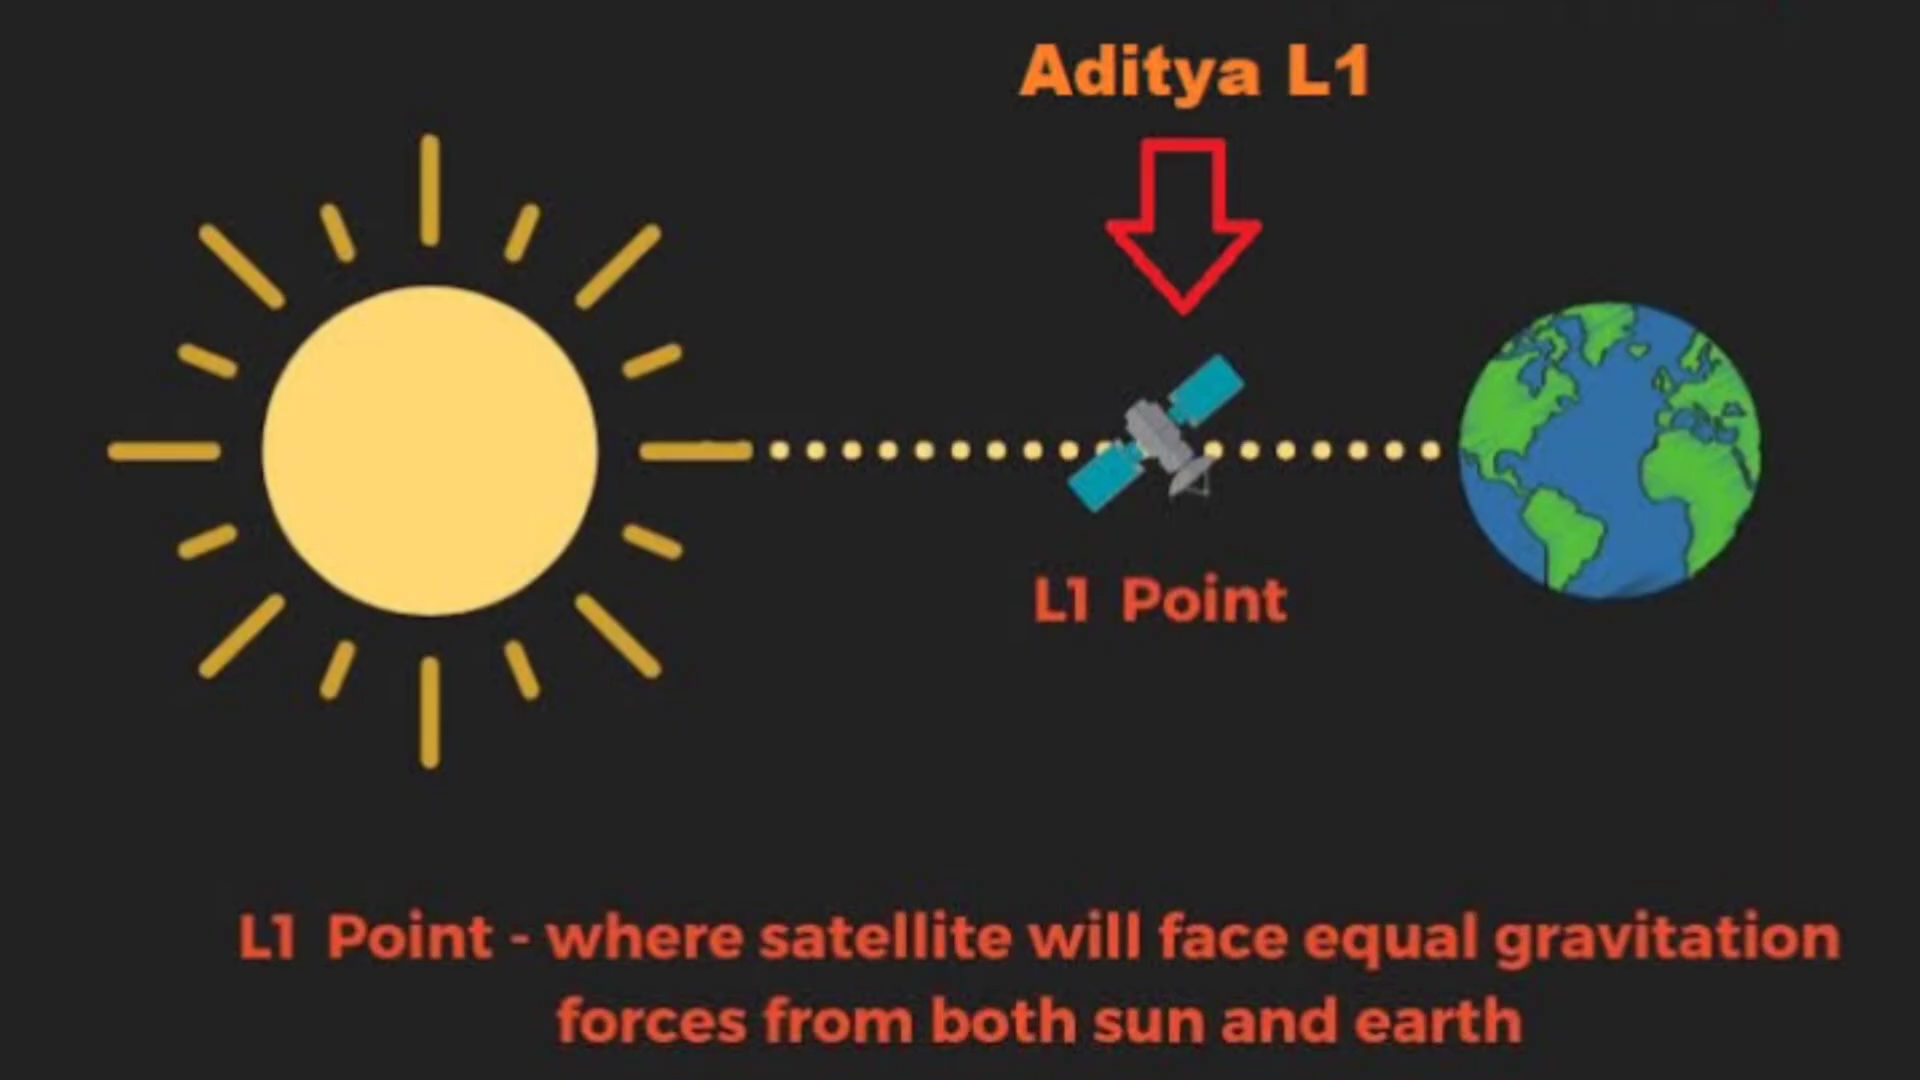 Aditya L1
L1 Point
L1 Point - where satellite will face equal gravitation
forces from both sun and earth